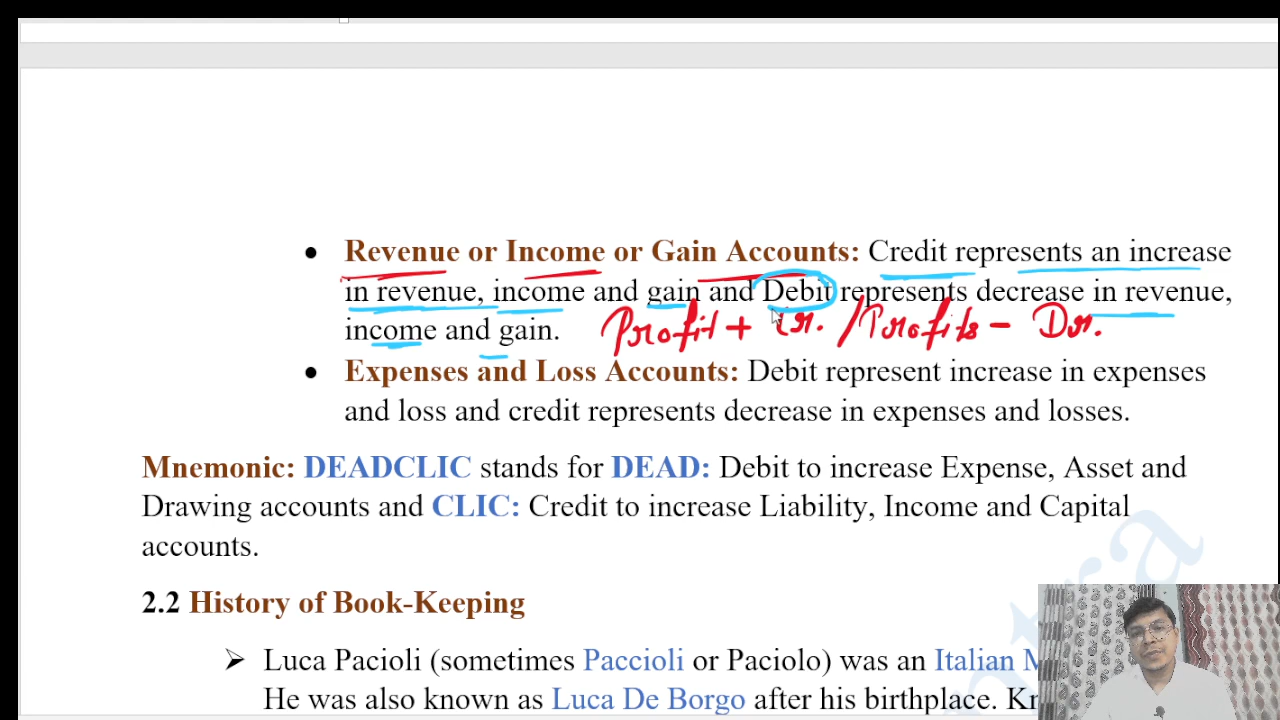 • Revenue or Income or Gain Accounts: Credit represents an increase
in revenue, income and gain and Debit represents decrease in revenue,
income and gain. Profit + Cr. / Profits - Dr.
• Expenses and Loss Accounts: Debit represent increase in expenses
and loss and credit represents decrease in expenses and losses.
Mnemonic: DEADCLIC stands for DEAD: Debit to increase Expense, Asset and
Drawing accounts and CLIC: Credit to increase Liability, Income and Capital
accounts.
2.2 History of Book-Keeping
➢ Luca Pacioli (sometimes Paccioli or Paciolo) was an Italian
He was also known as Luca De Borgo after his birthplace.